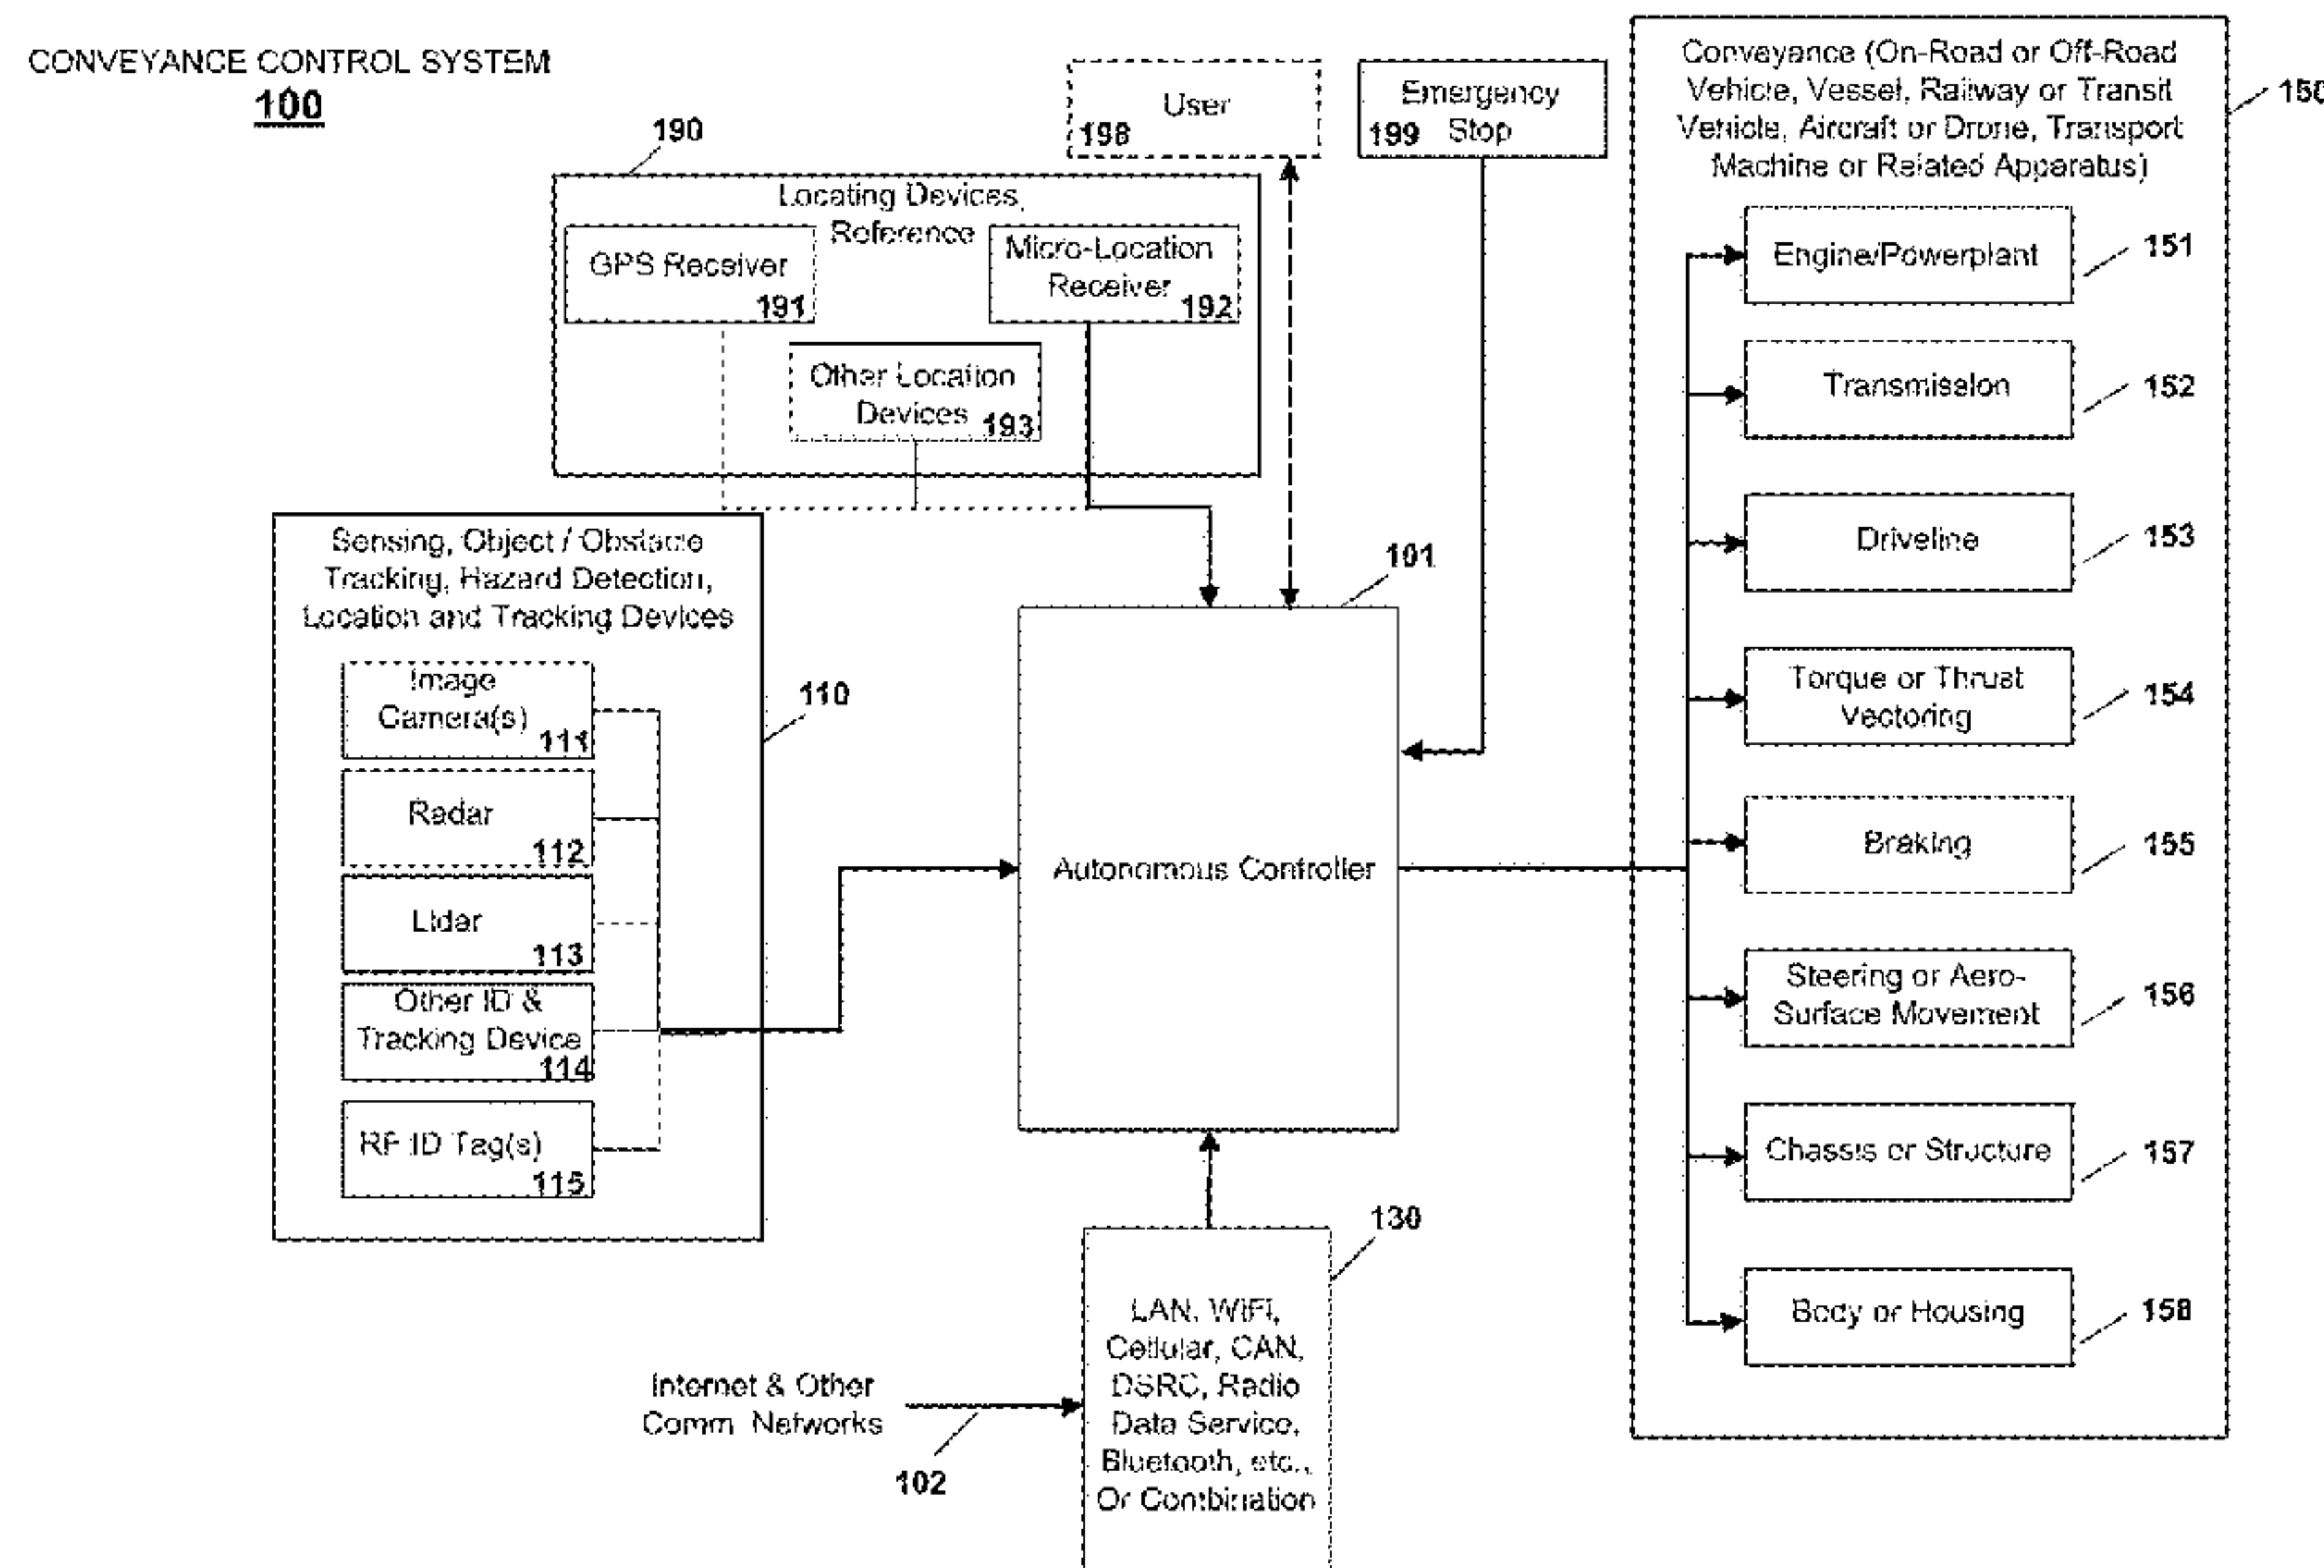 CONVEYANCE CONTROL SYSTEM
100
190
Locating Devices,
Reference
GPS Receiver
191
Micro-Location
Receiver
192
Other Location
Devices
193
User
198
Emergency
Stop
199
Sensing, Object / Obstacle
Tracking, Hazard Detection,
Location and Tracking Devices
110
Image
Camera(s)
111
Radar
112
Lidar
113
Other ID &
Tracking Device
114
RF ID Tag(s)
115
101
Autonomous Controller
130
LAN, WiFi,
Cellular, CAN,
DSRC, Radio
Data Service,
Bluetooth, etc.,
Or Combination
Internet & Other
Comm. Networks
102
Conveyance (On-Road or Off-Road
Vehicle, Vessel, Railway or Transit
Vehicle, Aircraft or Drone, Transport
Machine or Related Apparatus)
150
Engine/Powerplant
151
Transmission
152
Driveline
153
Torque or Thrust
Vectoring
154
Braking
155
Steering or Aero-
Surface Movement
156
Chassis or Structure
157
Body or Housing
158